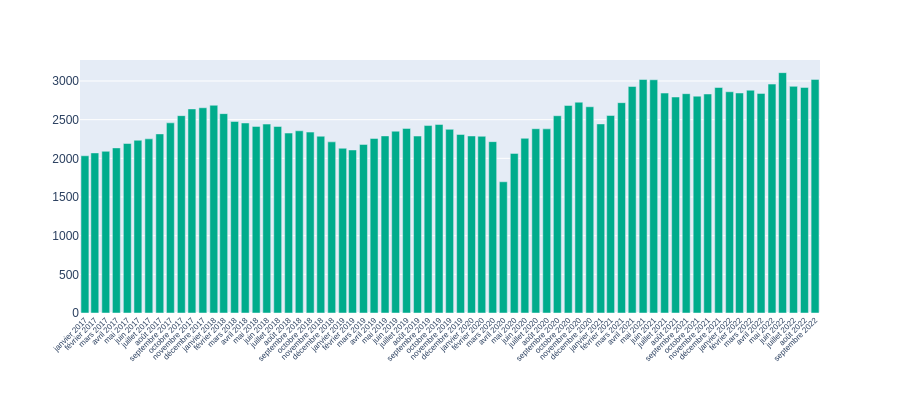 3000
2500
2000
1500
1000
500
0
janvier 2017
février 2017
mars 2017
avril 2017
mai 2017
juin 2017
juillet 2017
août 2017
septembre 2017
octobre 2017
novembre 2017
décembre 2017
janvier 2018
février 2018
mars 2018
avril 2018
mai 2018
juin 2018
juillet 2018
août 2018
septembre 2018
octobre 2018
novembre 2018
décembre 2018
janvier 2019
février 2019
mars 2019
avril 2019
mai 2019
juin 2019
juillet 2019
août 2019
septembre 2019
octobre 2019
novembre 2019
décembre 2019
janvier 2020
février 2020
mars 2020
avril 2020
mai 2020
juin 2020
juillet 2020
août 2020
septembre 2020
octobre 2020
novembre 2020
décembre 2020
janvier 2021
février 2021
mars 2021
avril 2021
mai 2021
juin 2021
juillet 2021
août 2021
septembre 2021
octobre 2021
novembre 2021
décembre 2021
janvier 2022
février 2022
mars 2022
avril 2022
mai 2022
juin 2022
juillet 2022
août 2022
septembre 2022